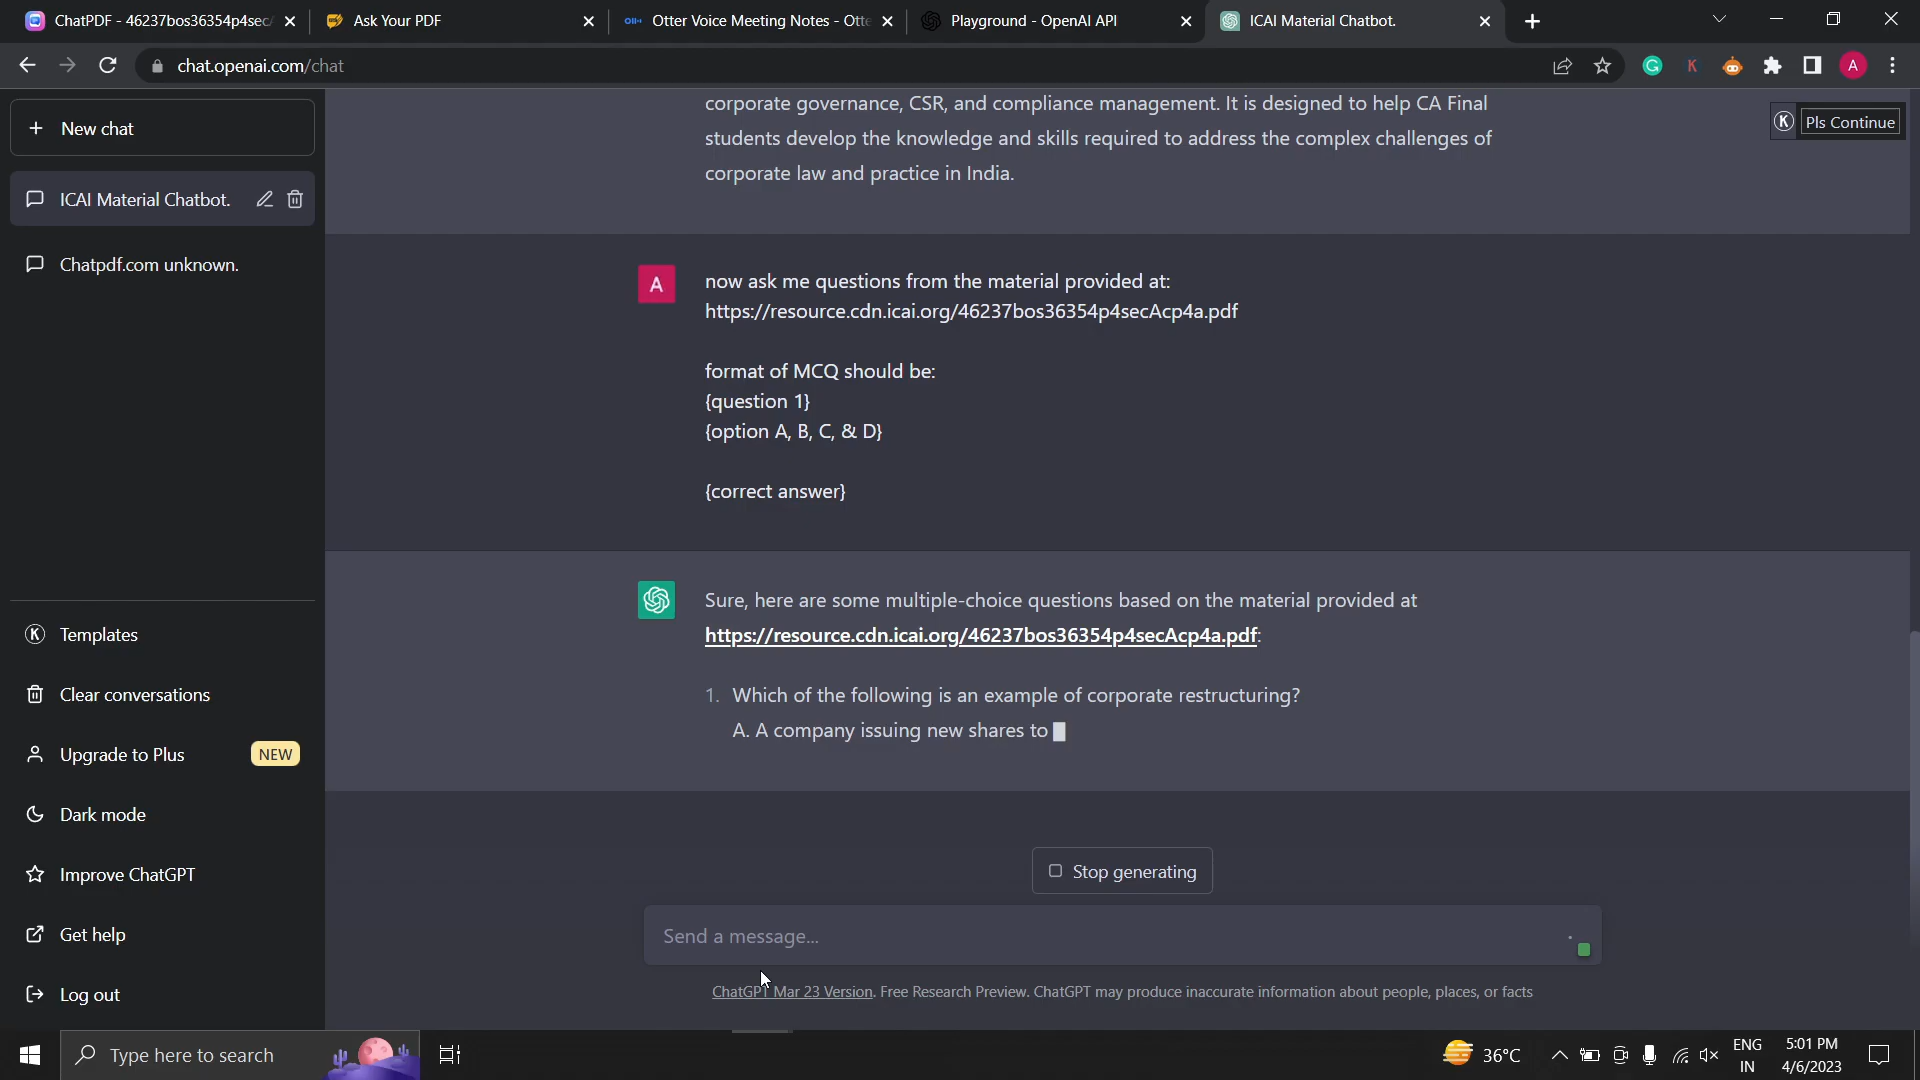 ChatPDF - 46237bos36354p4sec
Ask Your PDF
Otter Voice Meeting Notes - Otte
Playground - OpenAI API
ICAI Material Chatbot.
chat.openai.com/chat
New chat
ICAI Material Chatbot.
Chatpdf.com unknown.
Templates
Clear conversations
Upgrade to Plus NEW
Dark mode
Improve ChatGPT
Get help
Log out
Pls Continue
corporate governance, CSR, and compliance management. It is designed to help CA Final
students develop the knowledge and skills required to address the complex challenges of
corporate law and practice in India.
A
now ask me questions from the material provided at:
https://resource.cdn.icai.org/46237bos36354p4secAcp4a.pdf
format of MCQ should be:
{question 1}
{option A, B, C, & D}
{correct answer}
Sure, here are some multiple-choice questions based on the material provided at
https://resource.cdn.icai.org/46237bos36354p4secAcp4a.pdf:
1. Which of the following is an example of corporate restructuring?
A. A company issuing new shares to
Stop generating
Send a message...
ChatGPT Mar 23 Version. Free Research Preview. ChatGPT may produce inaccurate information about people, places, or facts
Type here to search
36°C
ENG
IN
5:01 PM
4/6/2023